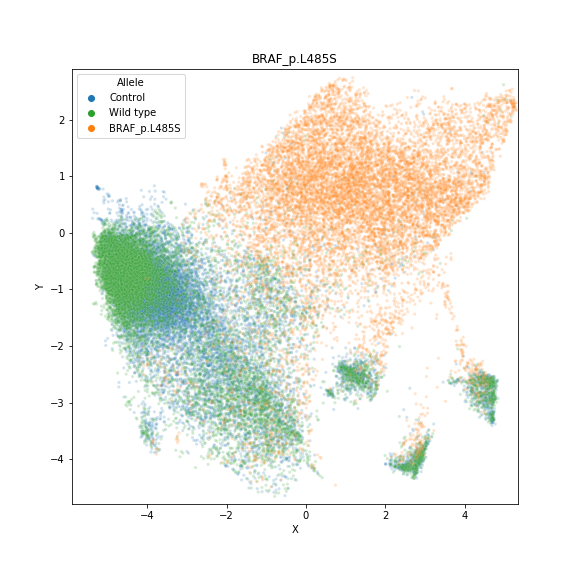 BRAF_p.L485S
Allele
Control
Wild type
BRAF_p.L485S
2
1
0
−1
−2
−3
−4
Y
−4
−2
0
2
4
X